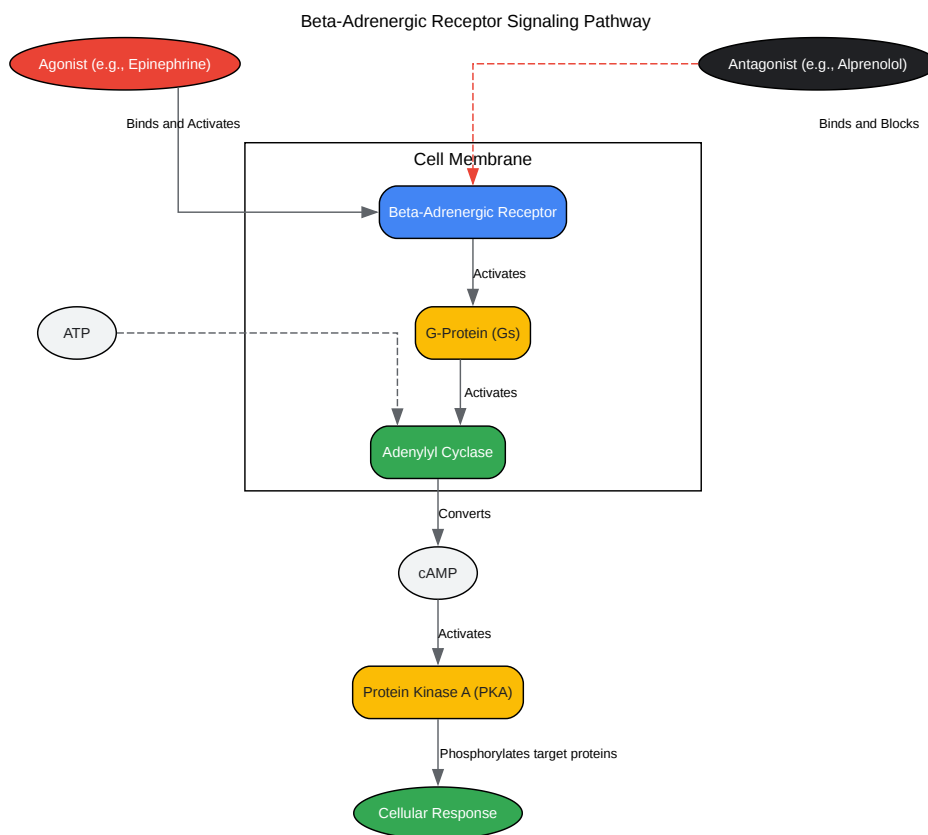 Beta-Adrenergic Receptor Signaling Pathway
Agonist (e.g., Epinephrine)
Antagonist (e.g., Alprenolol)
Binds and Activates
Binds and Blocks
Cell Membrane
Beta-Adrenergic Receptor
Activates
ATP
G-Protein (Gs)
Activates
Adenylyl Cyclase
Converts
cAMP
Activates
Protein Kinase A (PKA)
Phosphorylates target proteins
Cellular Response